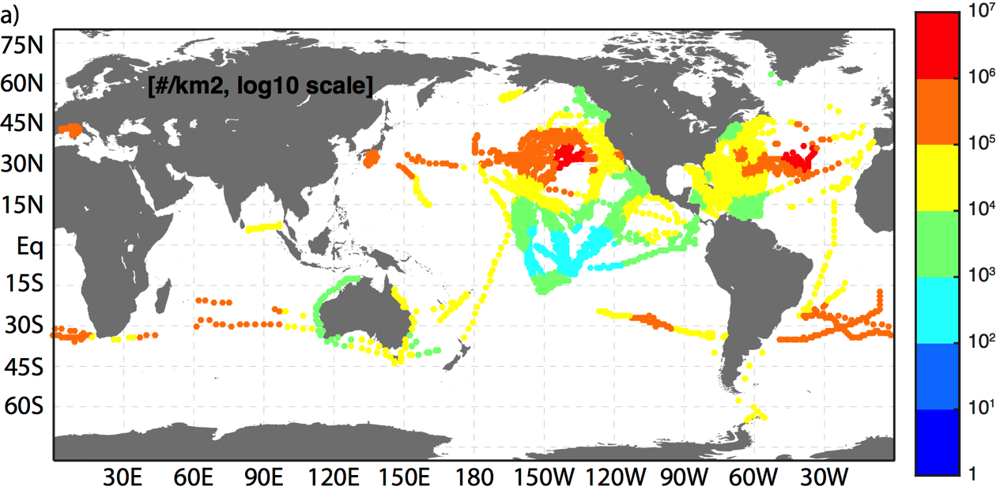 a)
75N
60N
45N
30N
15N
Eq
15S
30S
45S
60S
[#/km2, log10 scale]
30E 60E 90E 120E 150E 180 150W 120W 90W 60W 30W
10⁷
10⁶
10⁵
10⁴
10³
10²
10¹
1